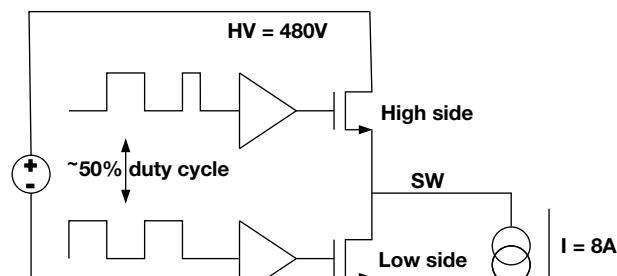 HV = 480V
High side
~50% duty cycle
SW
Low side
I = 8A